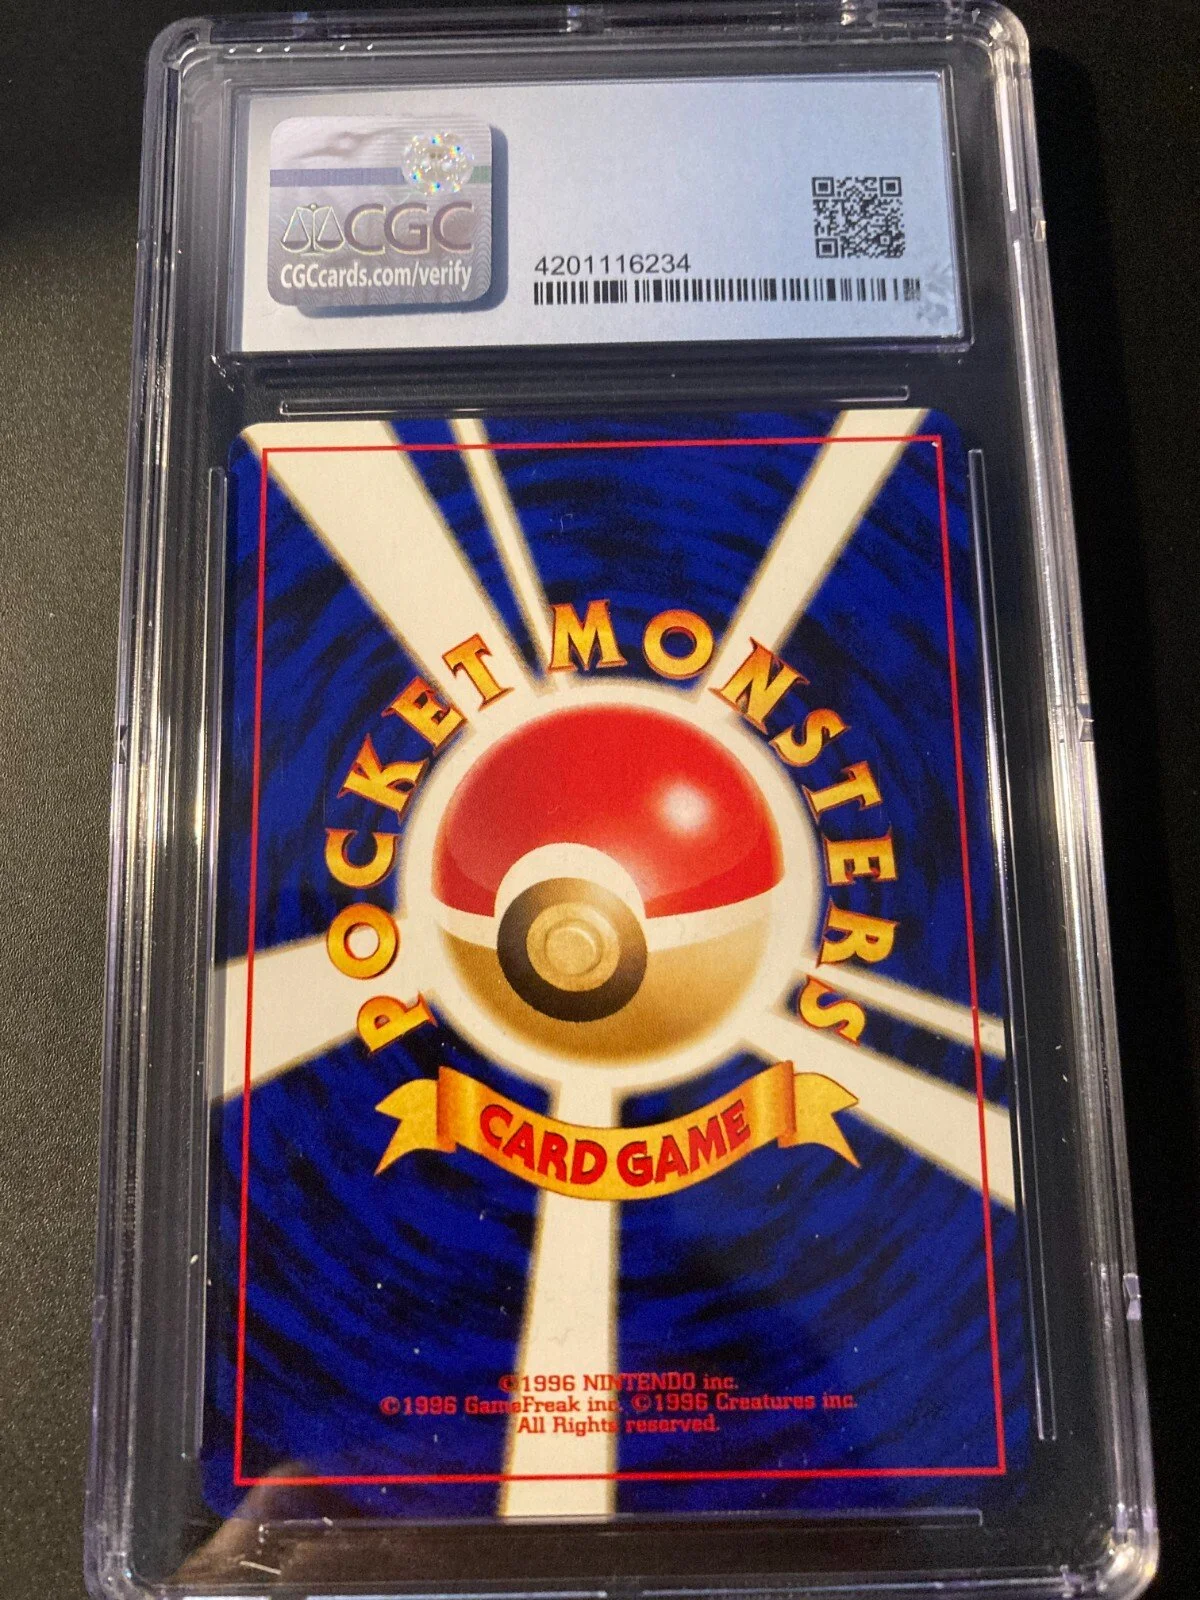 CGC
CGCcards.com/verify
4201116234
POCKET MONSTERS
CARD GAME
©1996 NINTENDO inc.
©1996 GameFreak inc. ©1996 Creatures inc.
All Rights reserved.